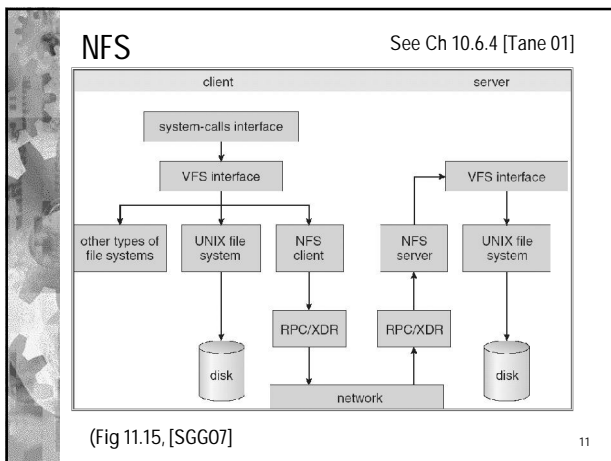 NFS
See Ch 10.6.4 [Tane 01]
client
server
system-calls interface
VFS interface
VFS interface
other types of
file systems
UNIX file
system
NFS
client
NFS
server
UNIX file
system
RPC/XDR
RPC/XDR
disk
disk
network
(Fig 11.15, [SGG07]
11